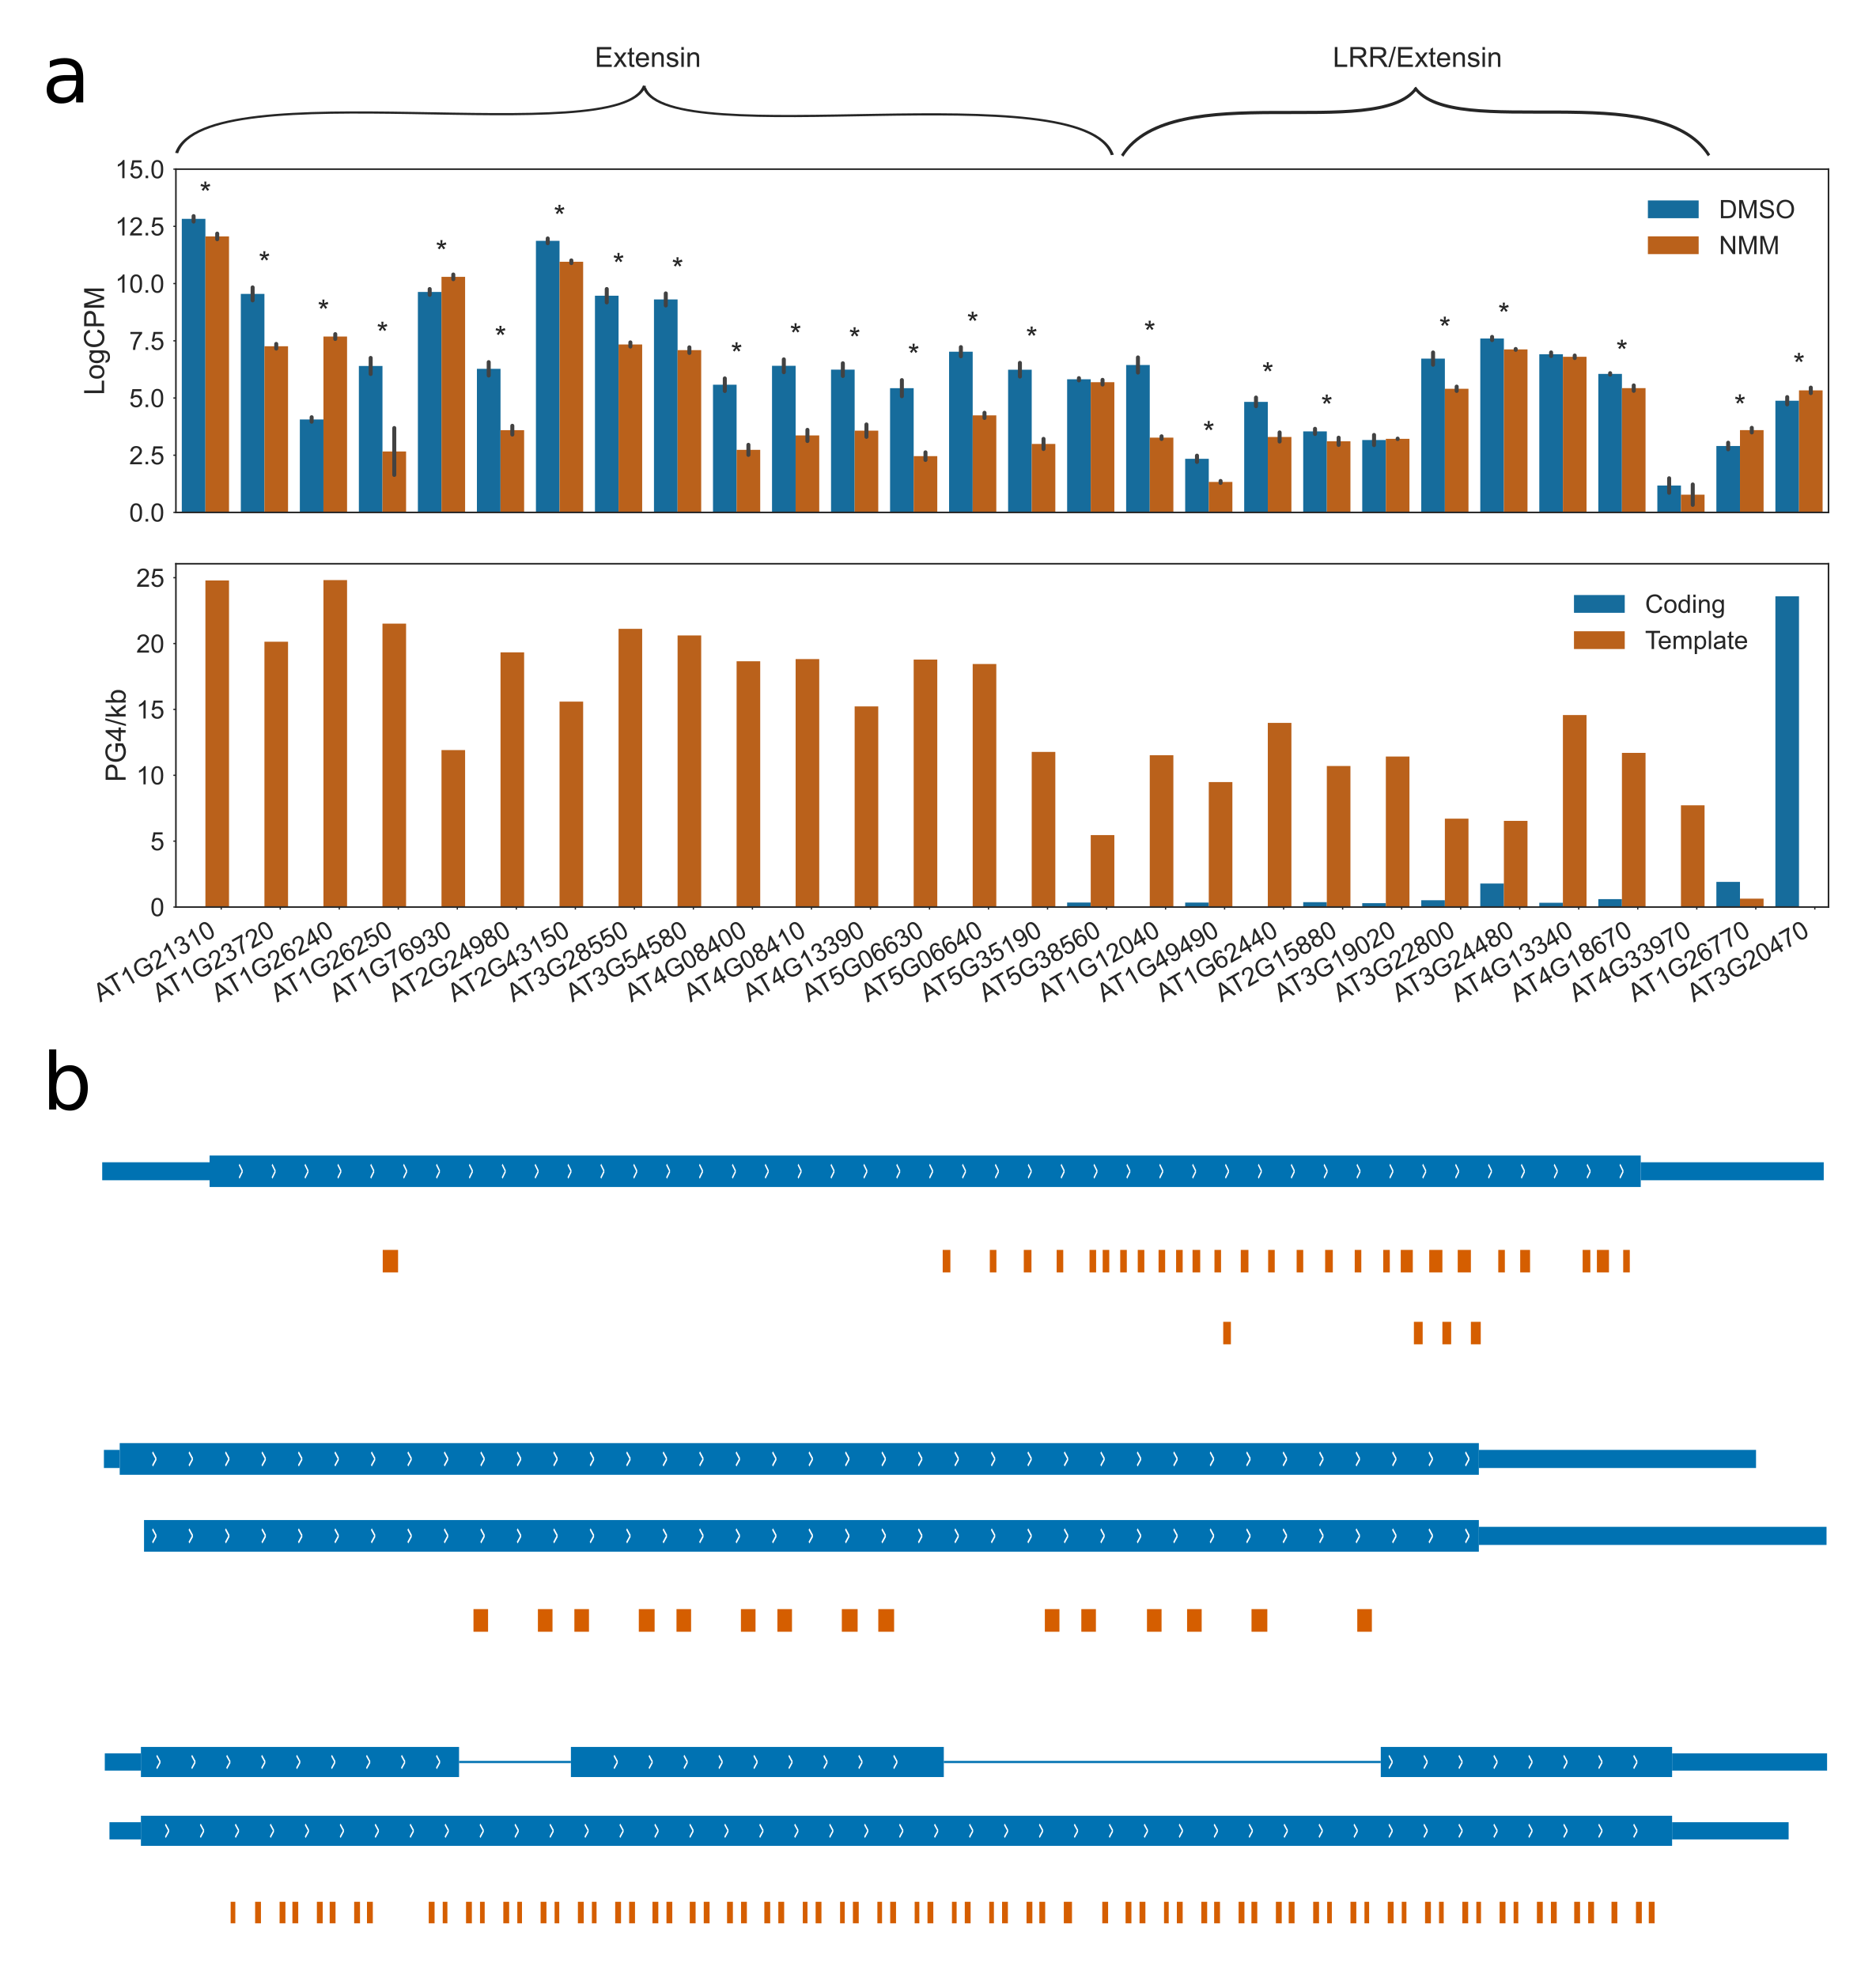 a
Extensin LRR/Extensin
15.0
12.5
10.0
7.5
5.0
2.5
0.0
LogCPM
* * * * * * * * * * * * * * * * * * * * * * * *
DMSO
NMM
25
20
15
10
5
0
PG4/kb
Coding
Template
AT1G21310
AT1G23720
AT1G26240
AT1G26250
AT1G76930
AT2G24980
AT2G43150
AT3G28550
AT3G54580
AT4G08400
AT4G08410
AT4G13390
AT5G06630
AT5G06640
AT5G35190
AT5G38560
AT1G12040
AT1G49490
AT1G62440
AT2G15880
AT3G19020
AT3G22800
AT3G24480
AT4G13340
AT4G18670
AT4G33970
AT1G26770
AT3G20470
b